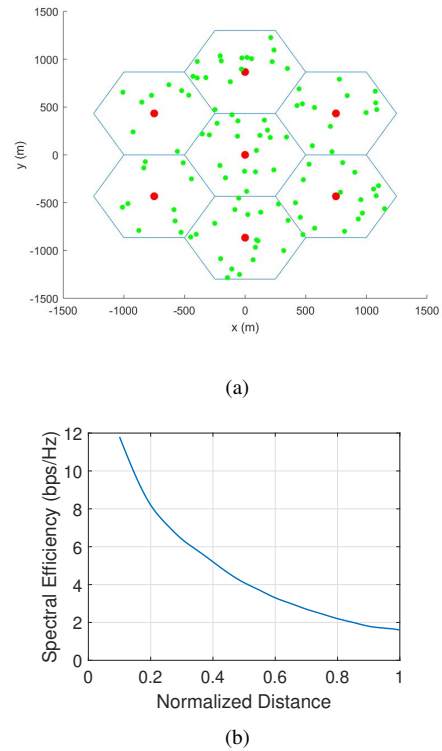 1500
1000
500
0
-500
-1000
-1500
y (m)
-1500 -1000 -500 0 500 1000 1500
x (m)
(a)
12
10
8
6
4
2
0
Spectral Efficiency (bps/Hz)
0 0.2 0.4 0.6 0.8 1
Normalized Distance
(b)